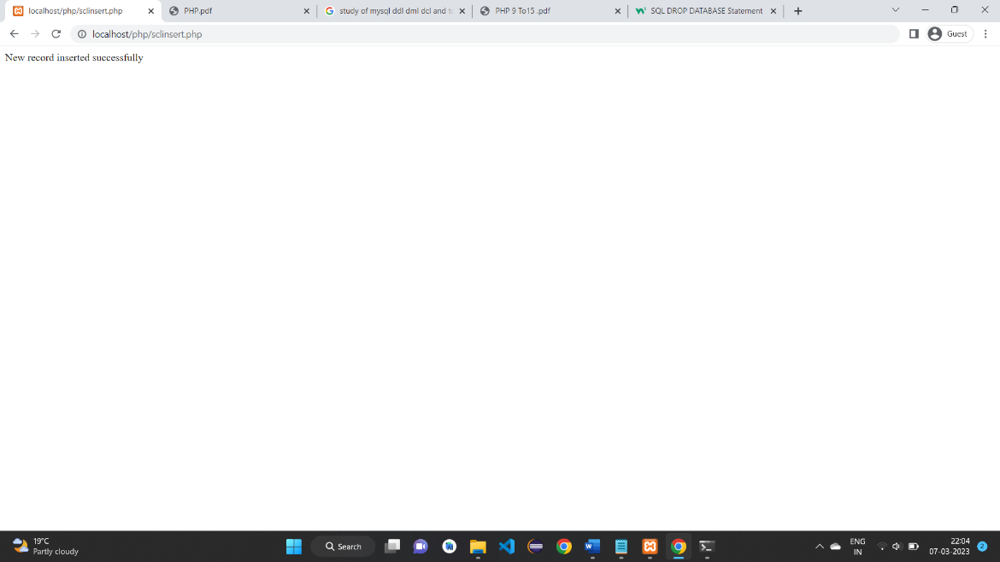 localhost/php/sclinsert.php
PHP.pdf
study of mysql ddl dml dcl and
PHP 9 To15 .pdf
SQL DROP DATABASE Statement
localhost/php/sclinsert.php
Guest
New record inserted successfully
19°C
Partly cloudy
Search
ENG
IN
22:04
07-03-2023
2